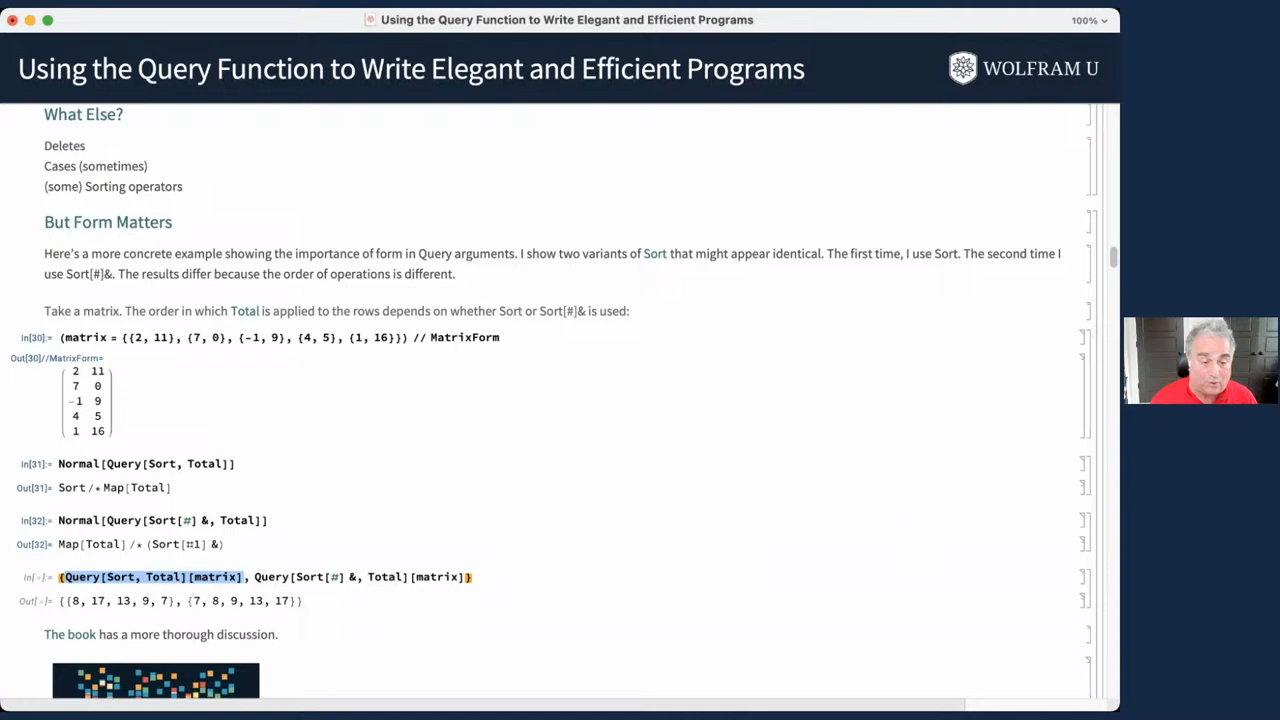 Using the Query Function to Write Elegant and Efficient Programs
100%
Using the Query Function to Write Elegant and Efficient Programs
WOLFRAM U
What Else?
Deletes
Cases (sometimes)
(some) Sorting operators
But Form Matters
Here's a more concrete example showing the importance of form in Query arguments. I show two variants of Sort that might appear identical. The first time, I use Sort. The second time I
use Sort[#]&. The results differ because the order of operations is different.
Take a matrix. The order in which Total is applied to the rows depends on whether Sort or Sort[#]& is used:
In[30]:= (matrix = {{2, 11}, {7, 0}, {-1, 9}, {4, 5}, {1, 16}}) // MatrixForm
Out[30]//MatrixForm=
2 11
7 0
-1 9
4 5
1 16
In[31]:= Normal[Query[Sort, Total]]
Out[31]= Sort /* Map[Total]
In[32]:= Normal[Query[Sort[#] &, Total]]
Out[32]= Map[Total] /* (Sort[#1] &)
In[∘]:= {Query[Sort, Total][matrix], Query[Sort[#] &, Total][matrix]}
Out[∘]= {{8, 17, 13, 9, 7}, {7, 8, 9, 13, 17}}
The book has a more thorough discussion.